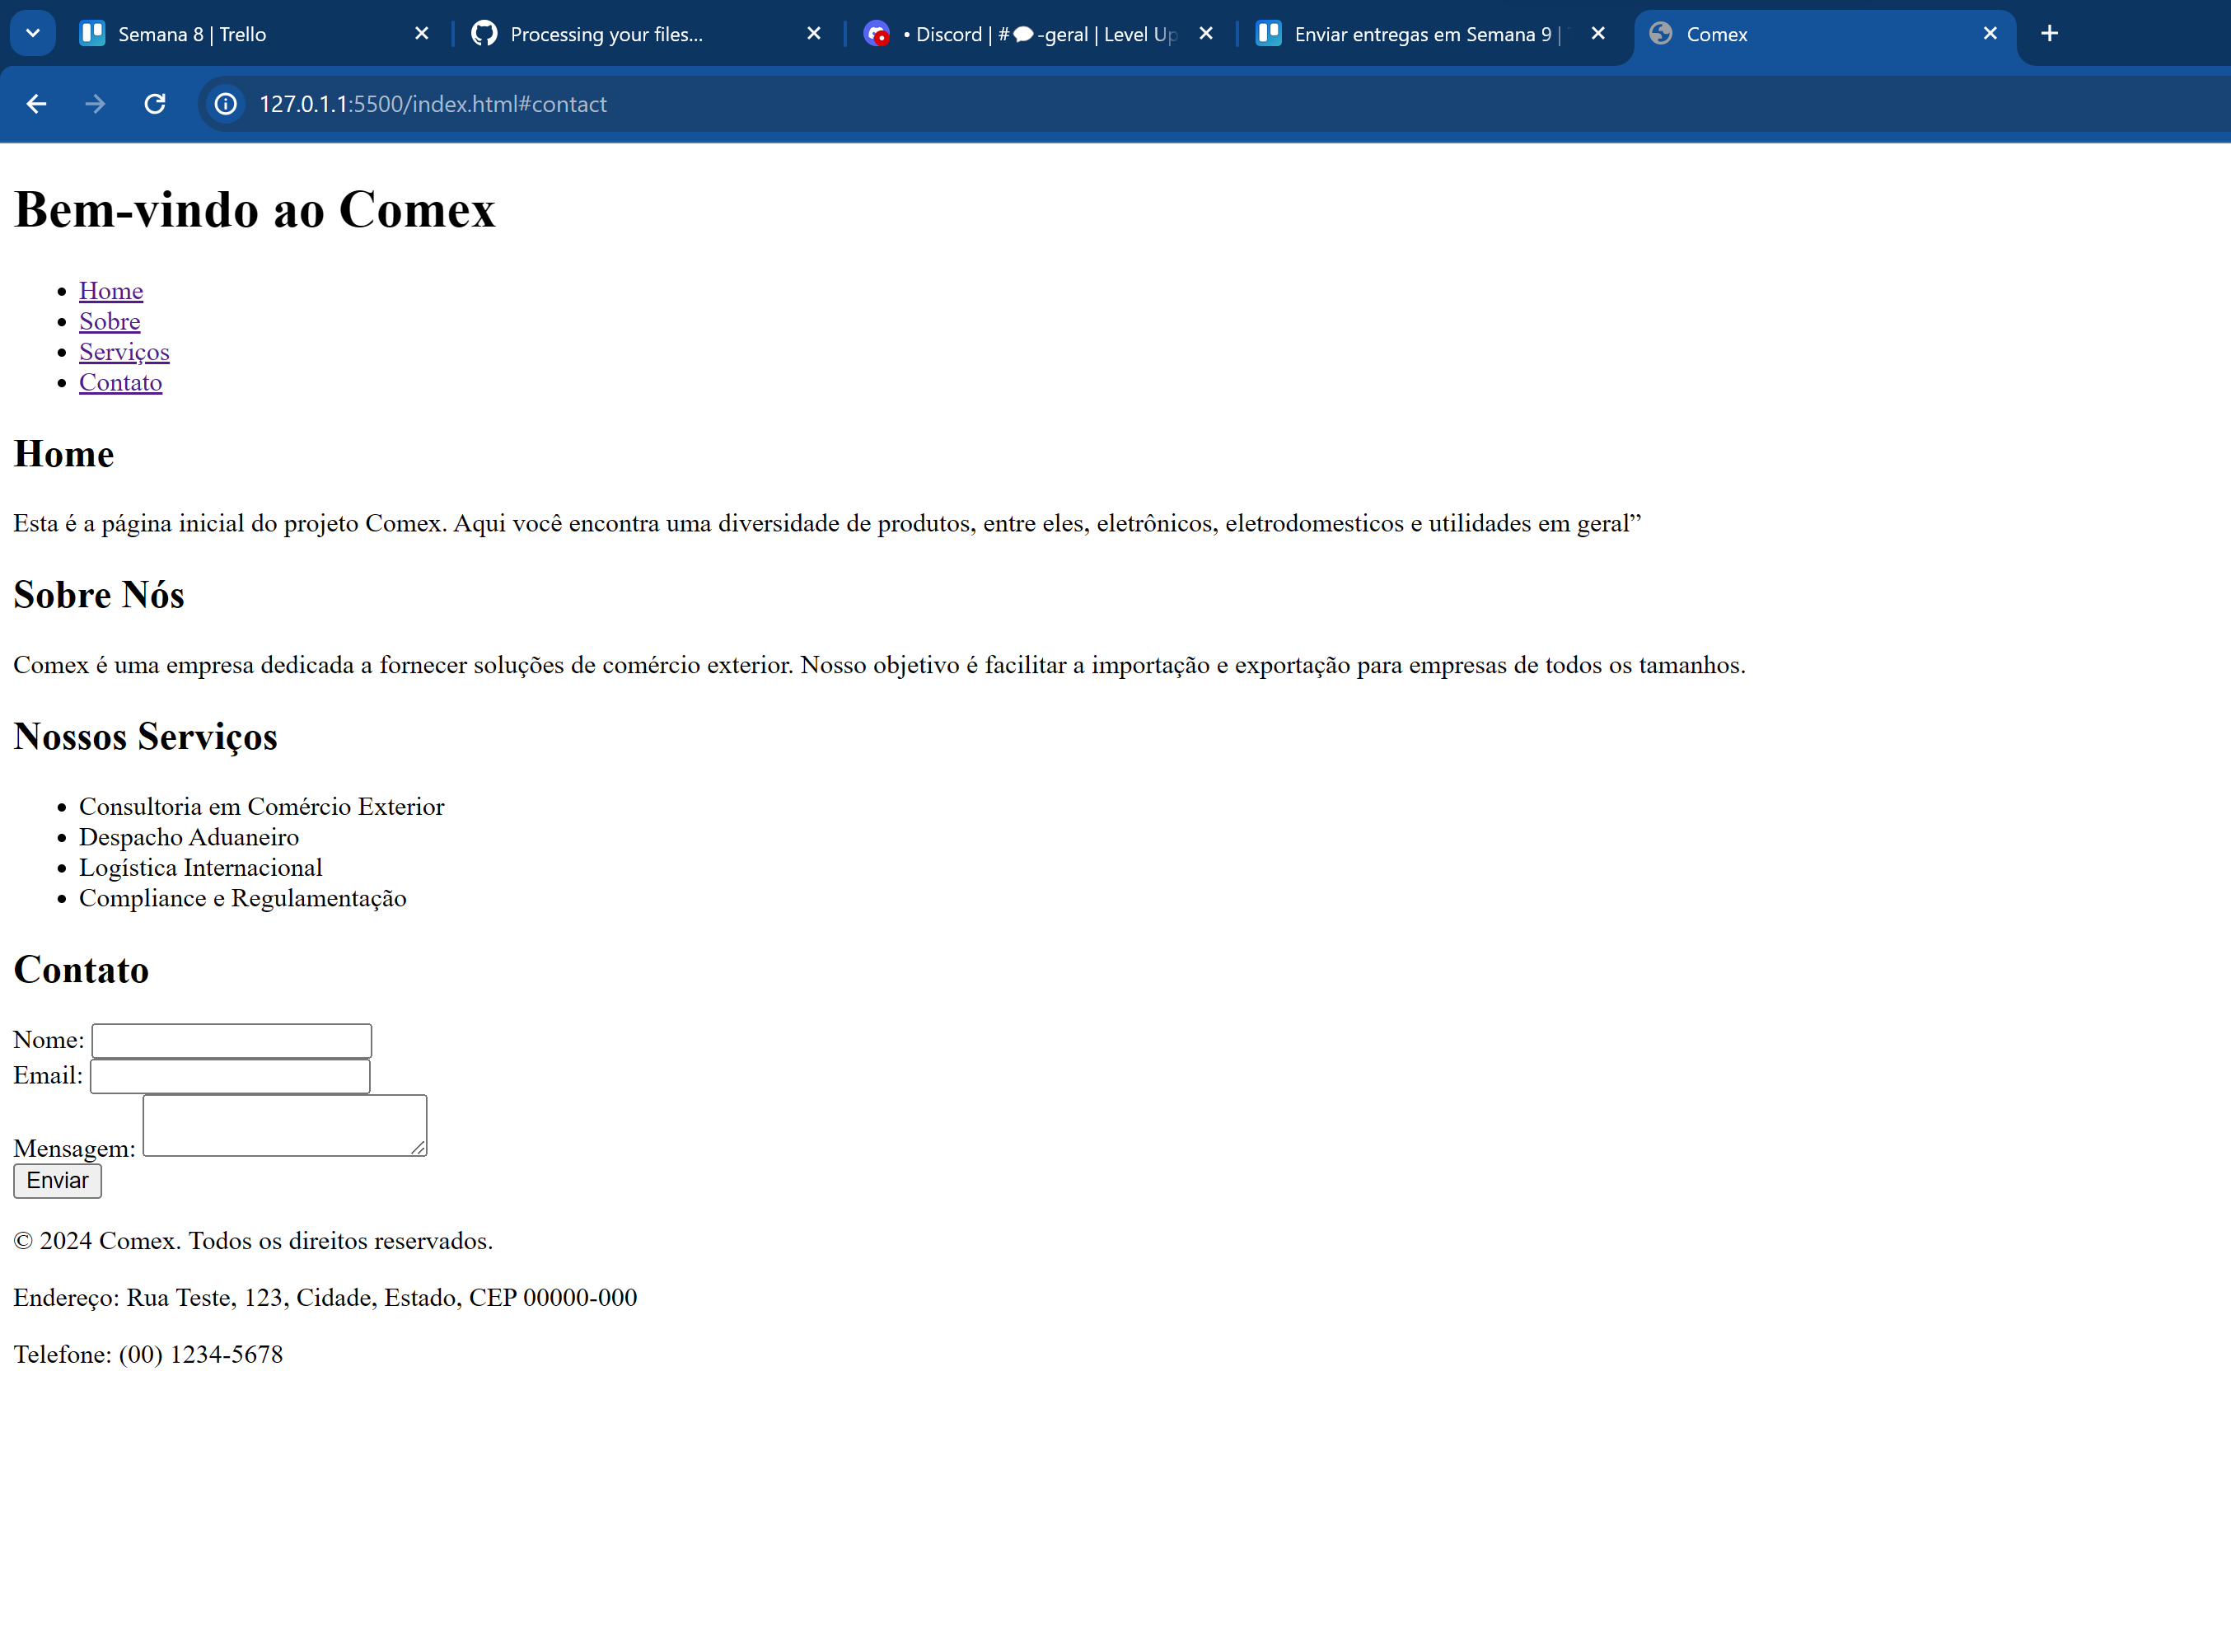 Semana 8 | Trello
Processing your files...
• Discord | #💬-geral | Level Up
Enviar entregas em Semana 9 |
Comex
127.0.1.1:5500/index.html#contact
Bem-vindo ao Comex
Home
Sobre
Serviços
Contato
Home
Esta é a página inicial do projeto Comex. Aqui você encontra uma diversidade de produtos, entre eles, eletrônicos, eletrodomesticos e utilidades em geral”
Sobre Nós
Comex é uma empresa dedicada a fornecer soluções de comércio exterior. Nosso objetivo é facilitar a importação e exportação para empresas de todos os tamanhos.
Nossos Serviços
Consultoria em Comércio Exterior
Despacho Aduaneiro
Logística Internacional
Compliance e Regulamentação
Contato
Nome:
Email:
Mensagem:
Enviar
© 2024 Comex. Todos os direitos reservados.
Endereço: Rua Teste, 123, Cidade, Estado, CEP 00000-000
Telefone: (00) 1234-5678